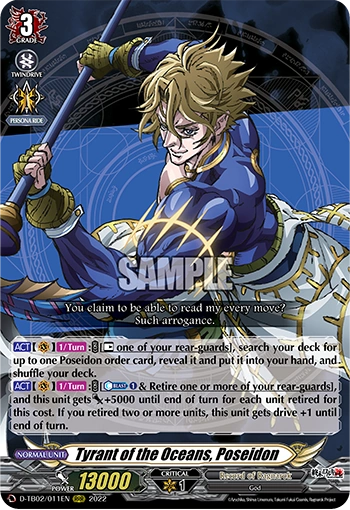 3
GRADE
TWINDRIVE
PERSONA RIDE
SAMPLE
You claim to be able to read my every move?
Such arrogance.
ACT [1/Turn]:[one of your rear-guards], search your deck for
up to one Poseidon order card, reveal it and put it into your hand, and
shuffle your deck.
ACT [1/Turn]:[BLAST 1 & Retire one or more of your rear-guards],
and this unit gets +5000 until end of turn for each unit retired for
this cost. If you retired two or more units, this unit gets drive +1 until
end of turn.
NORMAL UNIT
Tyrant of the Oceans, Poseidon
POWER 13000
CRITICAL
1
Record of Ragnarok
God
D-TB02/011EN RRR 2022